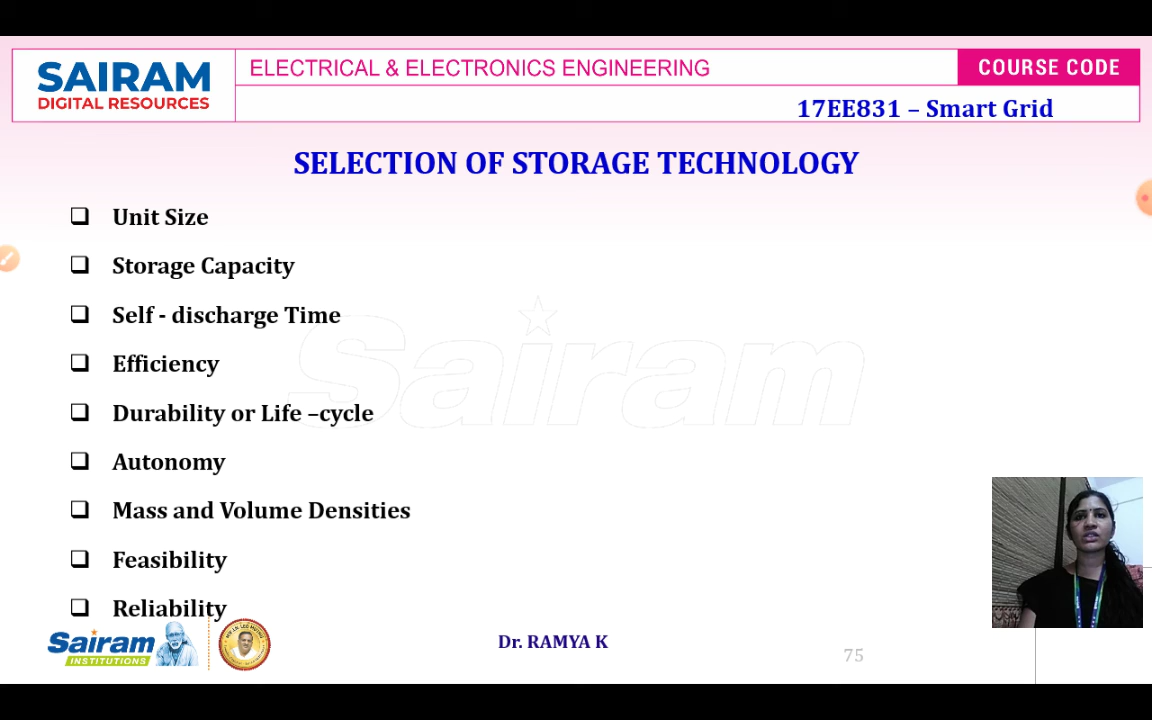 SAIRAM
DIGITAL RESOURCES
ELECTRICAL & ELECTRONICS ENGINEERING
COURSE CODE
17EE831 – Smart Grid
SELECTION OF STORAGE TECHNOLOGY
Unit Size
Storage Capacity
Self - discharge Time
Efficiency
Durability or Life –cycle
Autonomy
Mass and Volume Densities
Feasibility
Reliability
Sairam
Sairam
INSTITUTIONS
Dr. RAMYA K
75